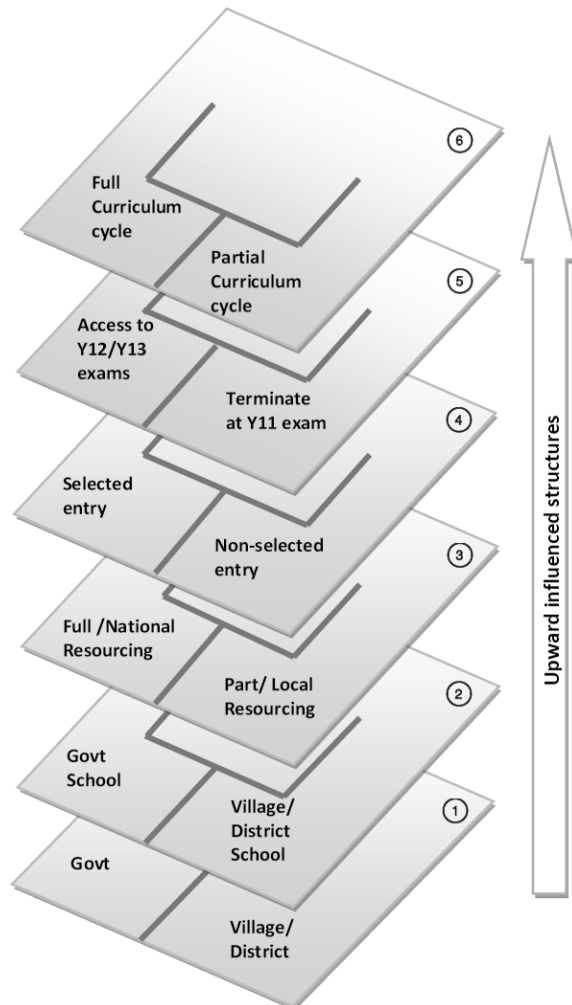 6
Full
Curriculum
cycle
Partial
Curriculum
cycle
5
Access to
Y12/Y13
exams
Terminate
at Y11 exam
4
Selected
entry
Non-selected
entry
3
Full /National
Resourcing
Part/ Local
Resourcing
2
Govt
School
Village/
District
School
1
Govt
Village/
District
Upward influenced structures